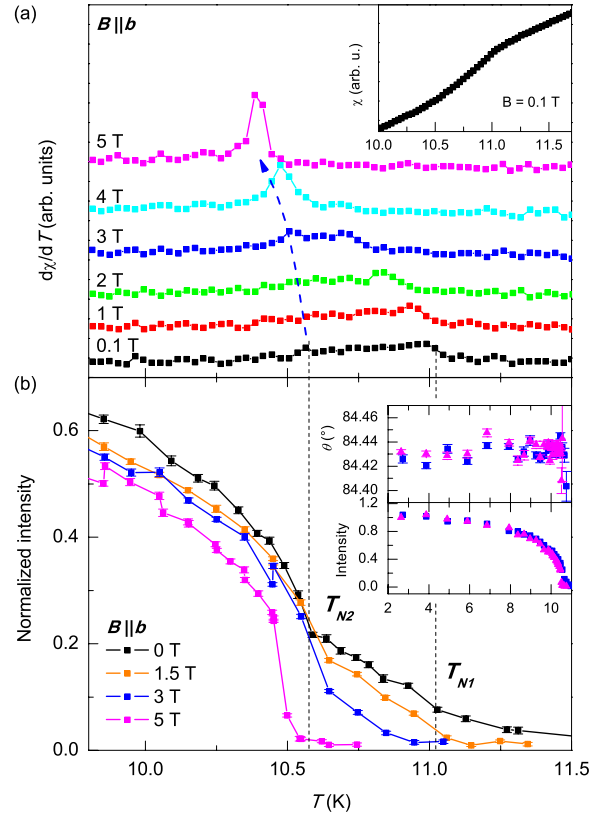 (a)
B || b
dχ/dT (arb. units)
5 T
4 T
3 T
2 T
1 T
0.1 T
χ (arb. u.)
B = 0.1 T
10.0 10.5 11.0 11.5
(b)
Normalized intensity
0.6
0.4
0.2
0.0
B || b
0 T
1.5 T
3 T
5 T
T_N2
T_N1
θ (°)
84.46
84.44
84.42
84.40
Intensity
1.2
0.8
0.4
0.0
2 4 6 8 10
10.0 10.5 11.0 11.5
T (K)